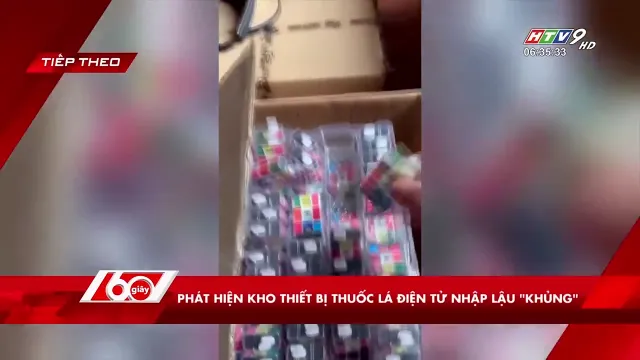 TIẾP THEO
HTV9 HD
06:35:33
60 giây
PHÁT HIỆN KHO THIẾT BỊ THUỐC LÁ ĐIỆN TỬ NHẬP LẬU "KHỦNG"